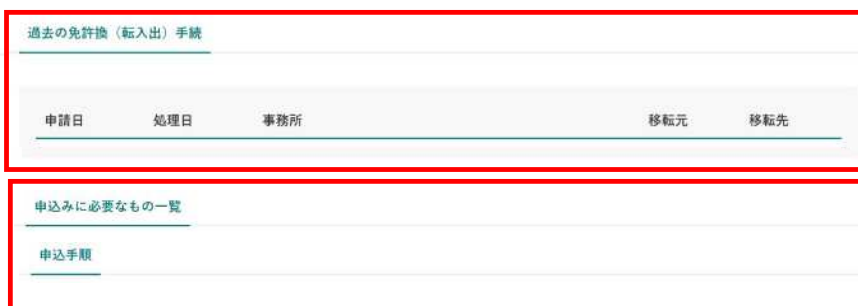 過去の免許換（転入出）手続
申請日 処理日 事務所 移転元 移転先
申込みに必要なもの一覧
申込手順